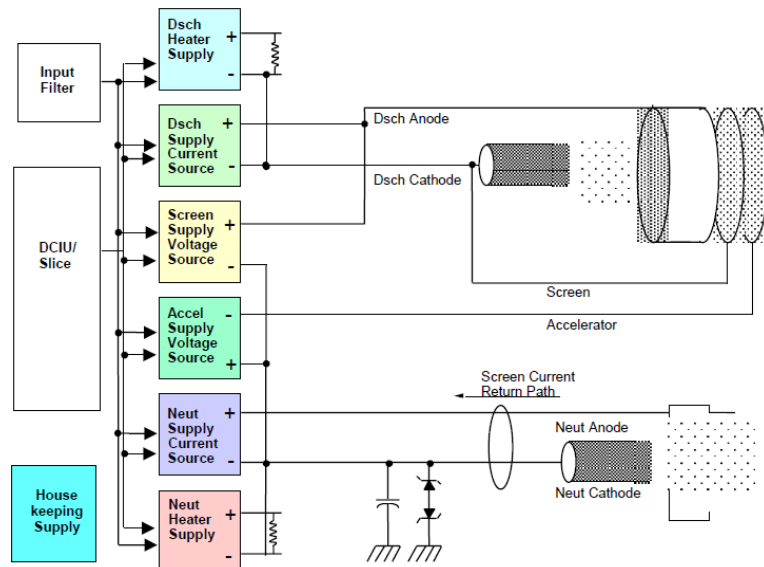 Input
Filter
DCIU/
Slice
House
keeping
Supply
Dsch
Heater
Supply
+
-
Dsch
Supply
Current
Source
+
-
Screen
Supply
Voltage
Source
+
-
Accel
Supply
Voltage
Source
-
+
Neut
Supply
Current
Source
+
-
Neut
Heater
Supply
+
-
Dsch Anode
Dsch Cathode
Screen
Accelerator
Screen Current
Return Path
Neut Anode
Neut Cathode